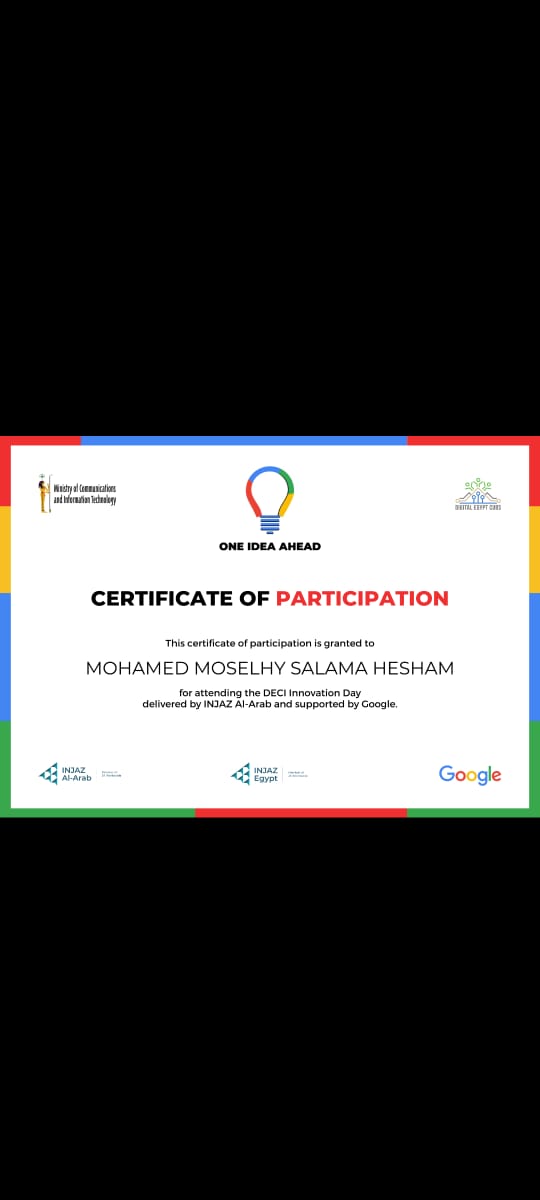 Ministry of Communications
and Information Technology
DIGITAL EGYPT CUBS
ONE IDEA AHEAD
CERTIFICATE OF PARTICIPATION
This certificate of participation is granted to
MOHAMED MOSELHY SALAMA HESHAM
for attending the DECI Innovation Day
delivered by INJAZ Al-Arab and supported by Google.
INJAZ
Al-Arab
INJAZ
Egypt
Google